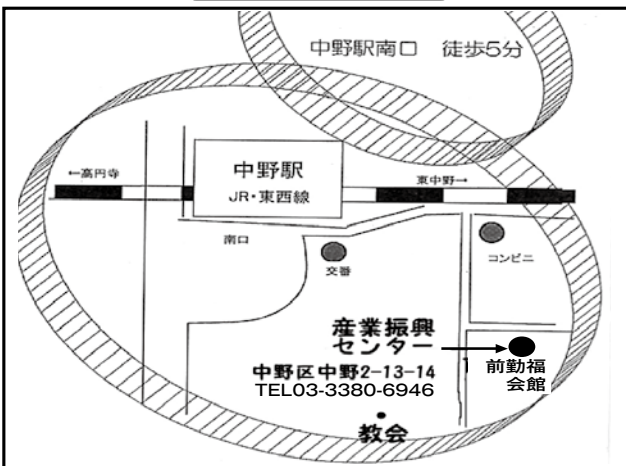 中野駅南口　徒歩5分
←高円寺
中野駅
JR・東西線
東中野→
南口
交番
コンビニ
産業振興
センター
中野区中野2-13-14
TEL03-3380-6946
前勤福
会館
教会